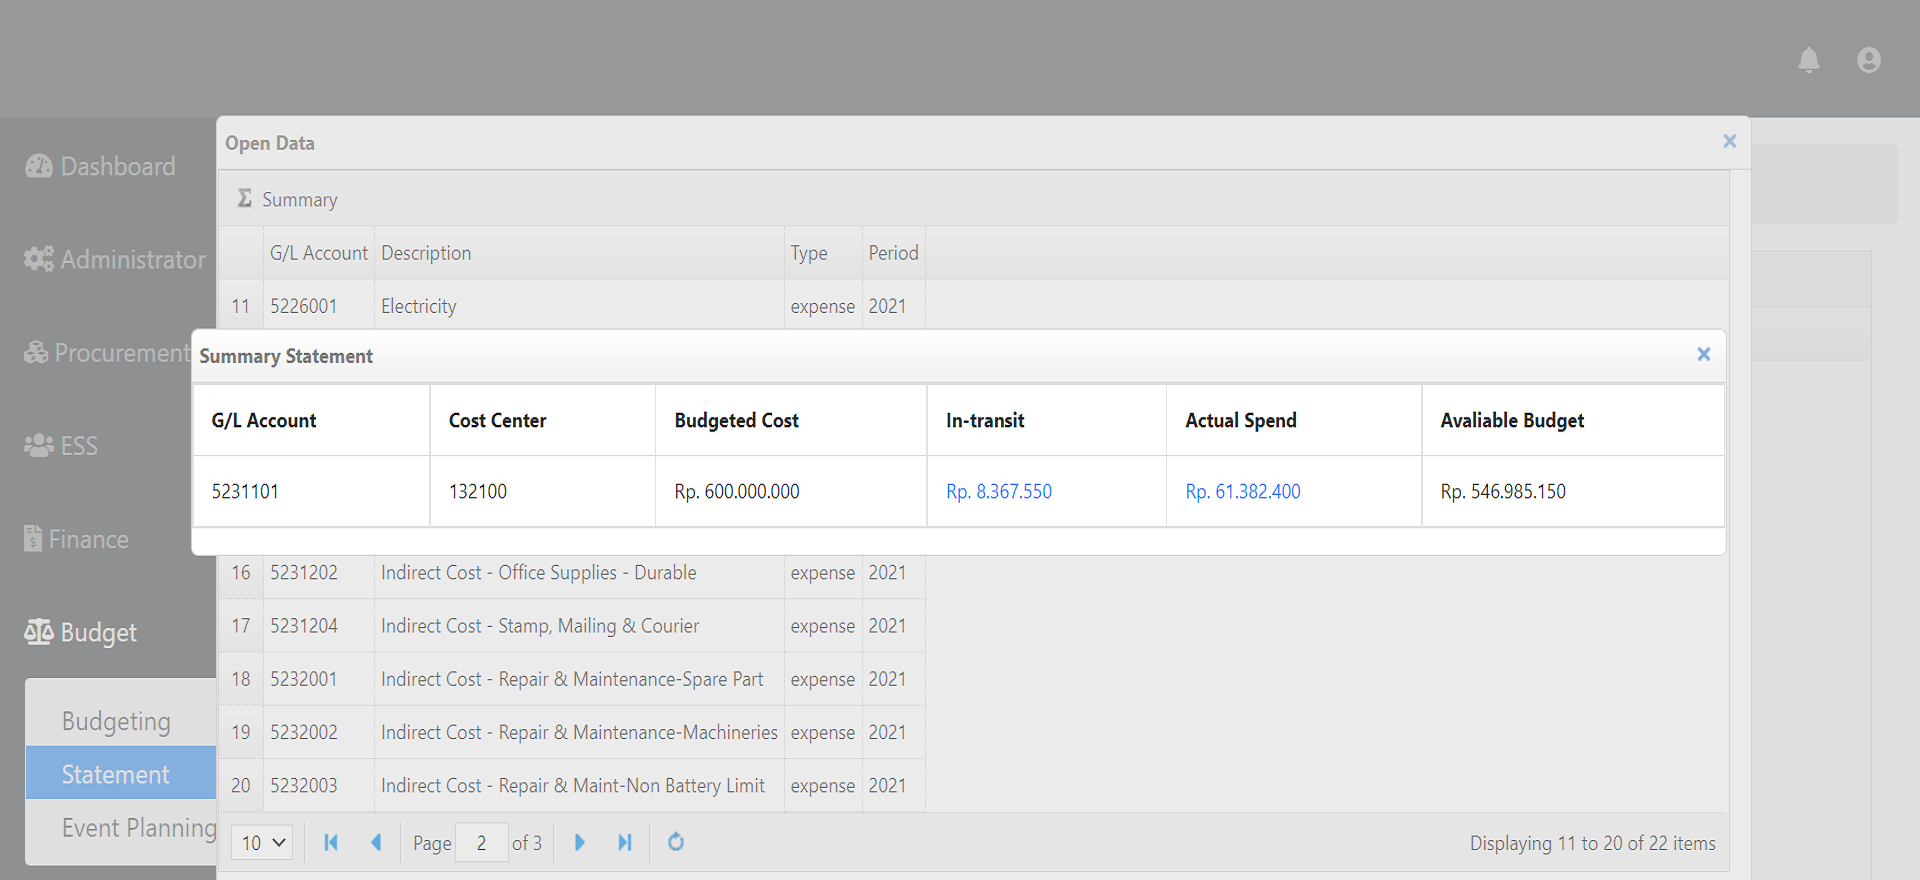 Open Data
Dashboard
Σ Summary
G/L Account Description Type Period
Administrator
11 5226001 Electricity expense 2021
Procurement
Summary Statement
G/L Account Cost Center Budgeted Cost In-transit Actual Spend Avaliable Budget
ESS
5231101 132100 Rp. 600.000.000 Rp. 8.367.550 Rp. 61.382.400 Rp. 546.985.150
Finance
16 5231202 Indirect Cost - Office Supplies - Durable expense 2021
17 5231204 Indirect Cost - Stamp, Mailing & Courier expense 2021
Budget
18 5232001 Indirect Cost - Repair & Maintenance-Spare Part expense 2021
Budgeting
19 5232002 Indirect Cost - Repair & Maintenance-Machineries expense 2021
Statement
20 5232003 Indirect Cost - Repair & Maint-Non Battery Limit expense 2021
Event Planning
10 Page 2 of 3 Displaying 11 to 20 of 22 items